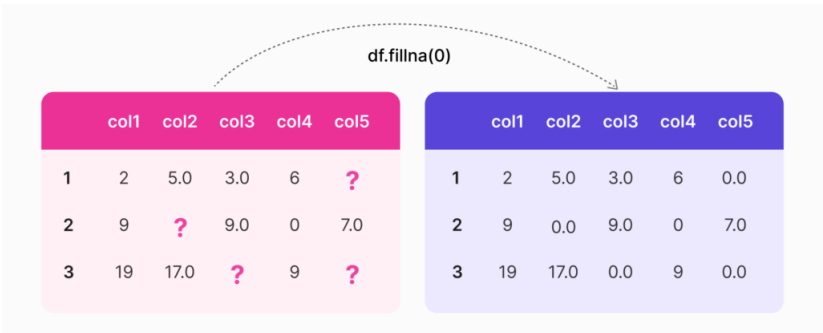 df.fillna(0)
col1 col2 col3 col4 col5
1 2 5.0 3.0 6 ?
2 9 ? 9.0 0 7.0
3 19 17.0 ? 9 ?
col1 col2 col3 col4 col5
1 2 5.0 3.0 6 0.0
2 9 0.0 9.0 0 7.0
3 19 17.0 0.0 9 0.0